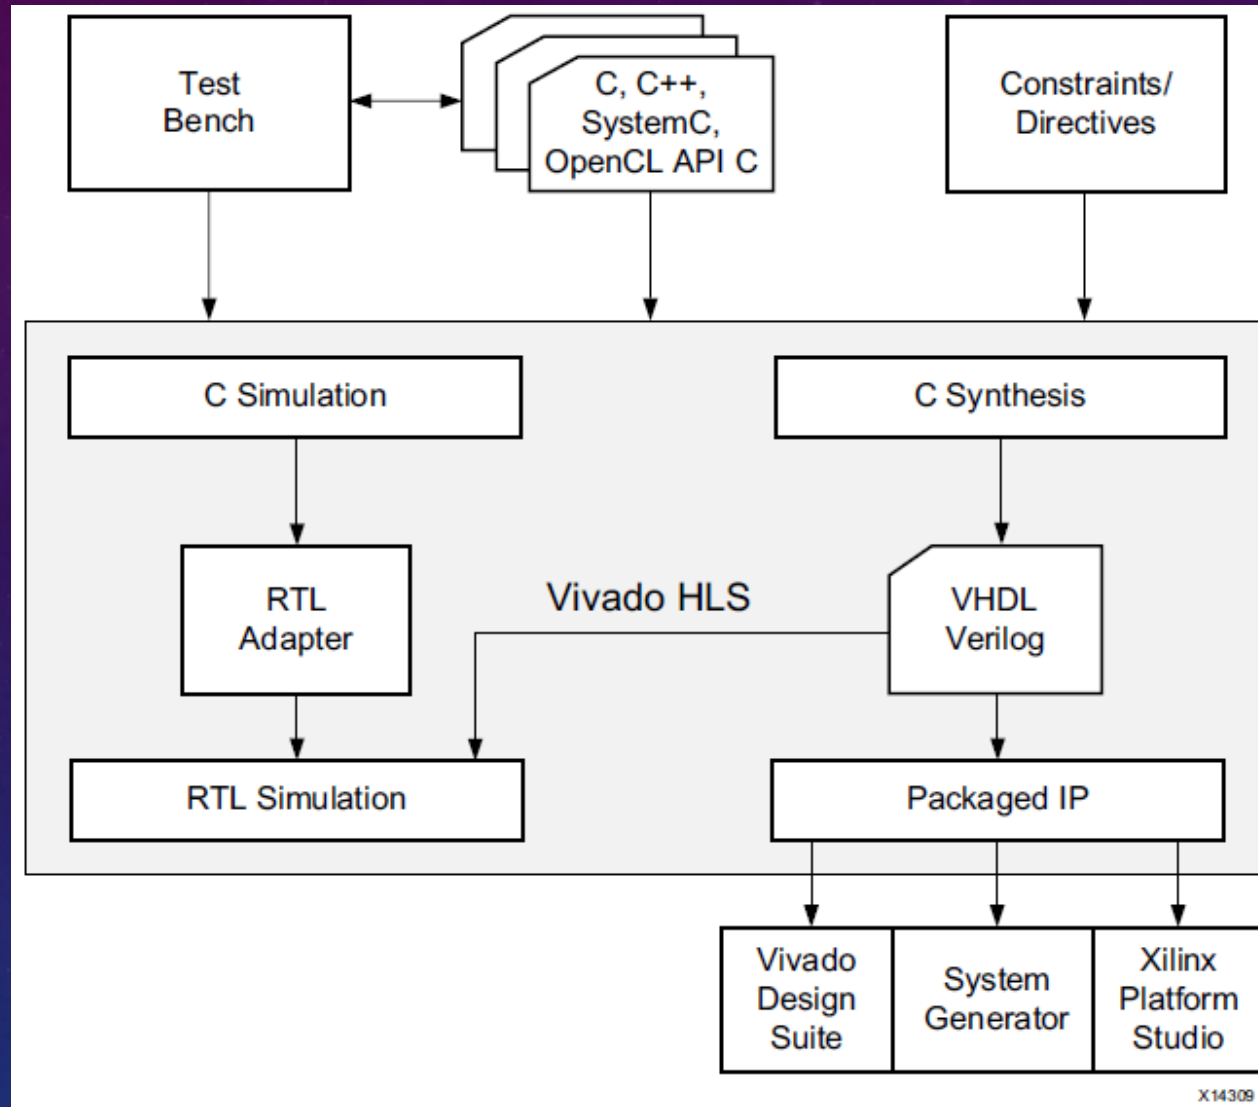 Test
Bench
C, C++,
SystemC,
OpenCL API C
Constraints/
Directives
C Simulation
C Synthesis
RTL
Adapter
Vivado HLS
VHDL
Verilog
RTL Simulation
Packaged IP
Vivado
Design
Suite
System
Generator
Xilinx
Platform
Studio
X14309